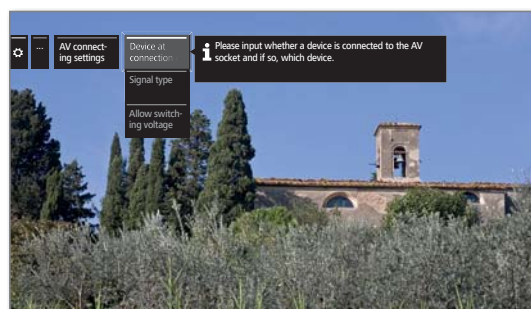 ...
AV connect-
ing settings
Device at
connection
Please input whether a device is connected to the AV
socket and if so, which device.
Signal type
Allow switch-
ing voltage